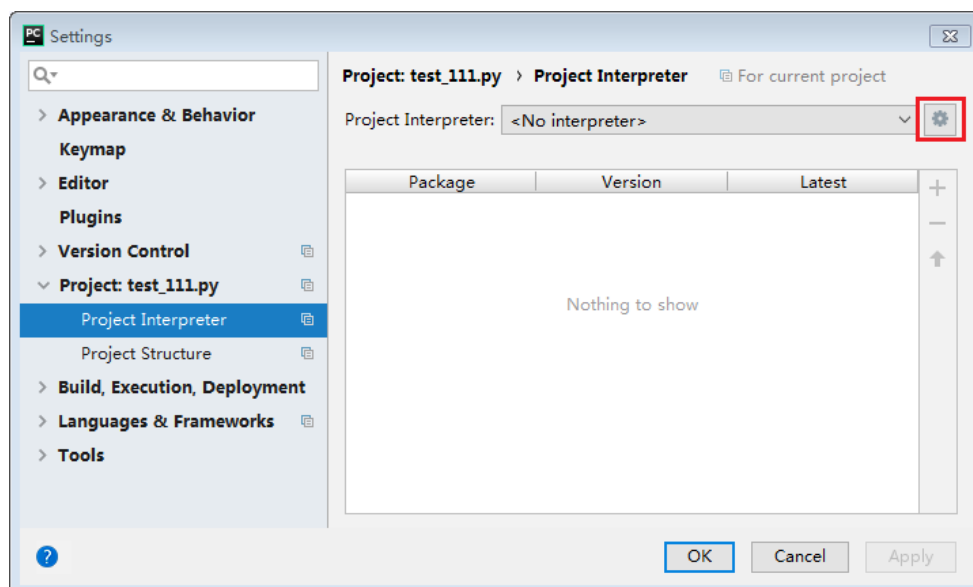 PC Settings
Project: test_111.py > Project Interpreter For current project
Appearance & Behavior
Project Interpreter: <No interpreter>
Keymap
Editor
Package Version Latest
Plugins
Version Control
Project: test_111.py
Nothing to show
Project Interpreter
Project Structure
Build, Execution, Deployment
Languages & Frameworks
Tools
? OK Cancel Apply